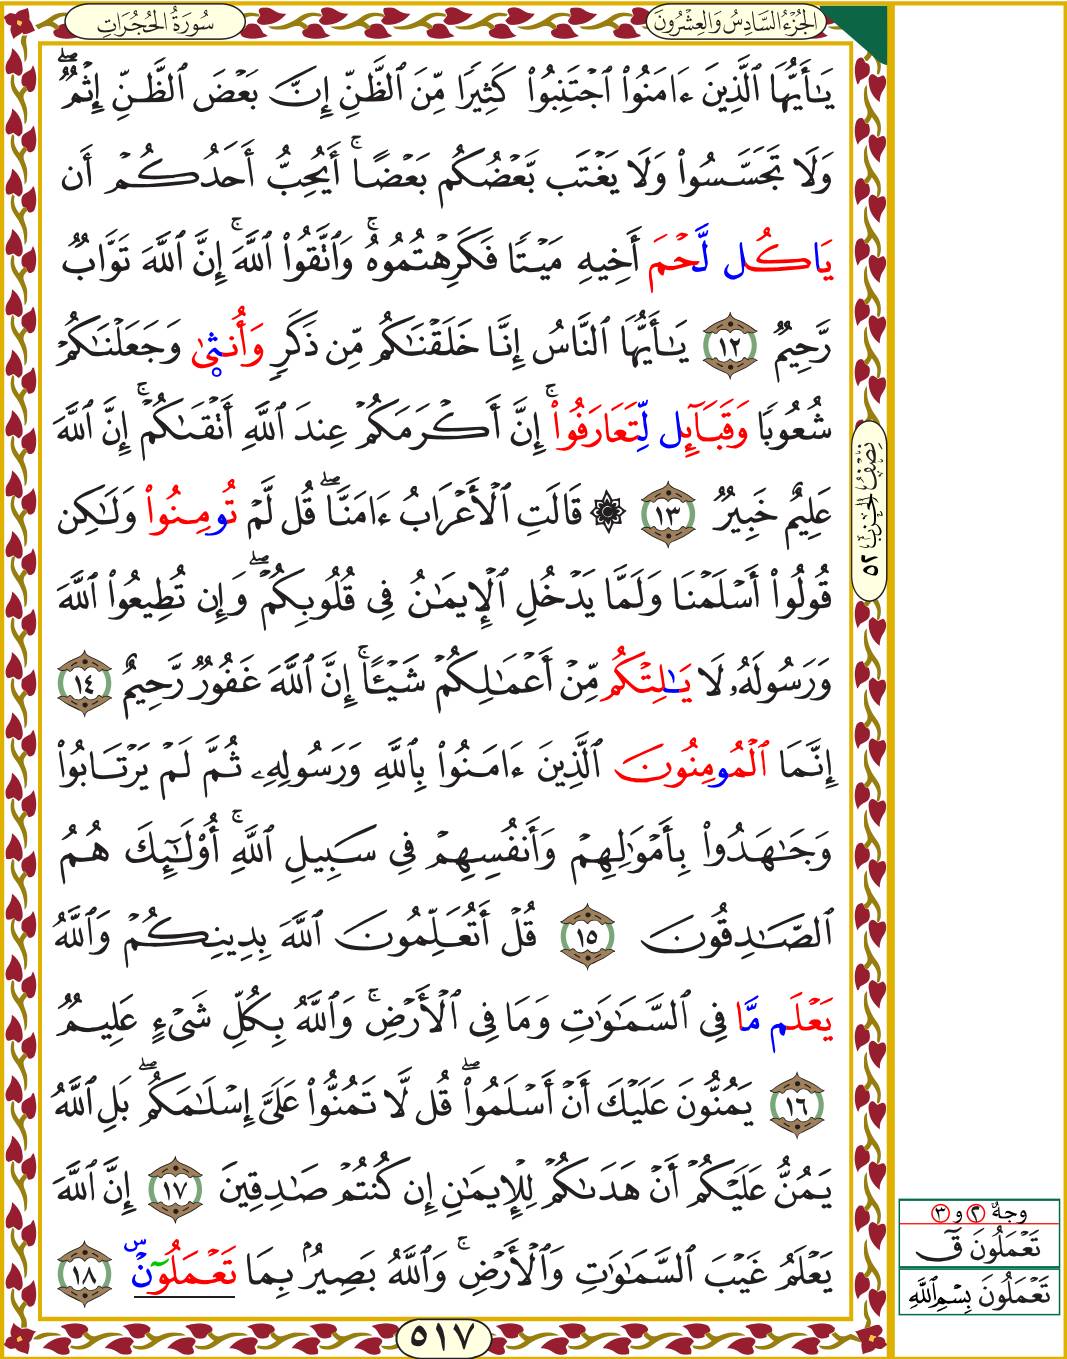 سُورَةُ الحُجُرَاتِ
الجُزْءُ السَّادِسُ وَالعِشْرُونَ
يَـٰٓأَيُّهَا ٱلَّذِينَ ءَامَنُوا۟ ٱجْتَنِبُوا۟ كَثِيرًا مِّنَ ٱلظَّنِّ إِنَّ بَعْضَ ٱلظَّنِّ إِثْمٌۖ
وَلَا تَجَسَّسُوا۟ وَلَا يَغْتَب بَّعْضُكُم بَعْضًاۚ أَيُحِبُّ أَحَدُكُمْ أَن
يَاكُل لَّحْمَ أَخِيهِ مَيْتًا فَكَرِهْتُمُوهُۚ وَٱتَّقُوا۟ ٱللَّهَۚ إِنَّ ٱللَّهَ تَوَّابٌ
رَّحِيمٌ ١٢ يَـٰٓأَيُّهَا ٱلنَّاسُ إِنَّا خَلَقْنَـٰكُم مِّن ذَكَرٍ وَأُنثىٰ وَجَعَلْنَـٰكُمْ
شُعُوبًا وَقَبَآئِل لِّتَعَارَفُوٓا۟ۚ إِنَّ أَكْرَمَكُمْ عِندَ ٱللَّهِ أَتْقَىٰكُمْۚ إِنَّ ٱللَّهَ
عَلِيمٌ خَبِيرٌ ١٣ ۞ قَالَتِ ٱلْأَعْرَابُ ءَامَنَّاۖ قُل لَّمْ تُومِنُوا۟ وَلَـٰكِن
قُولُوٓا۟ أَسْلَمْنَا وَلَمَّا يَدْخُلِ ٱلْإِيمَـٰنُ فِى قُلُوبِكُمْۖ وَإِن تُطِيعُوا۟ ٱللَّهَ
وَرَسُولَهُۥ لَا يَـٰلِتْكُم مِّنْ أَعْمَـٰلِكُمْ شَيْـًٔاۚ إِنَّ ٱللَّهَ غَفُورٌ رَّحِيمٌ ١٤
إِنَّمَا ٱلْمُومِنُونَ ٱلَّذِينَ ءَامَنُوا۟ بِٱللَّهِ وَرَسُولِهِۦ ثُمَّ لَمْ يَرْتَابُوا۟
وَجَـٰهَدُوا۟ بِأَمْوَٰلِهِمْ وَأَنفُسِهِمْ فِى سَبِيلِ ٱللَّهِۚ أُو۟لَـٰٓئِكَ هُمُ
ٱلصَّـٰدِقُونَ ١٥ قُلْ أَتُعَلِّمُونَ ٱللَّهَ بِدِينِكُمْ وَٱللَّهُ
يَعْلَم مَّا فِى ٱلسَّمَـٰوَٰتِ وَمَا فِى ٱلْأَرْضِۚ وَٱللَّهُ بِكُلِّ شَىْءٍ عَلِيمٌ
١٦ يَمُنُّونَ عَلَيْكَ أَنْ أَسْلَمُوا۟ۖ قُل لَّا تَمُنُّوا۟ عَلَىَّ إِسْلَـٰمَكُمۖ بَلِ ٱللَّهُ
يَمُنُّ عَلَيْكُمْ أَنْ هَدَىٰكُمْ لِلْإِيمَـٰنِ إِن كُنتُمْ صَـٰدِقِينَ ١٧ إِنَّ ٱللَّهَ
يَعْلَمُ غَيْبَ ٱلسَّمَـٰوَٰتِ وَٱلْأَرْضِۚ وَٱللَّهُ بَصِيرٌۢ بِمَا تَعْمَلُونَ ۜ ١٨
نِصْفُ الحِزْبِ ٥٢
وجهُ ٢ و ٣
تَعْمَلُونَ قٓ
تَعْمَلُونَ بِسْمِ ٱللَّهِ
٥١٧